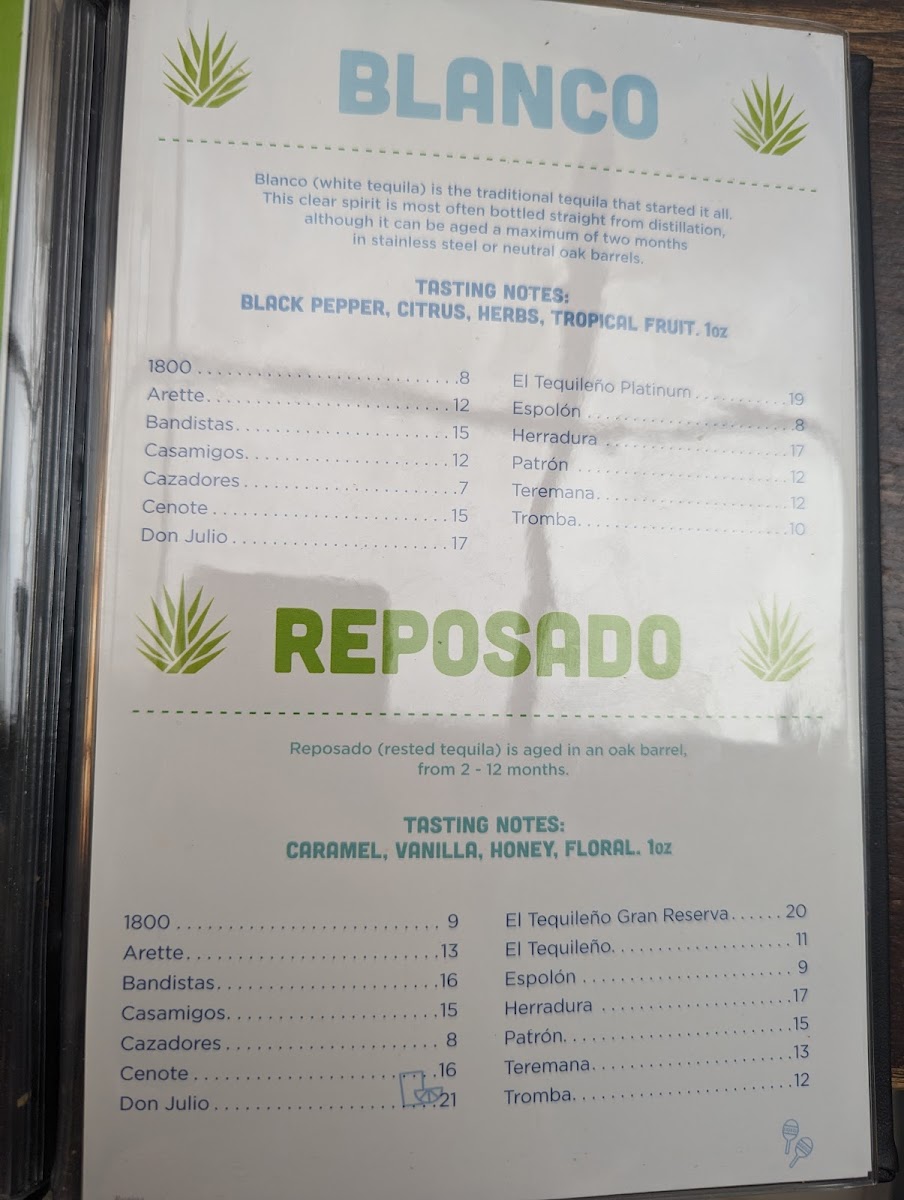 BLANCO
Blanco (white tequila) is the traditional tequila that started it all.
This clear spirit is most often bottled straight from distillation,
although it can be aged a maximum of two months
in stainless steel or neutral oak barrels.
TASTING NOTES:
BLACK PEPPER, CITRUS, HERBS, TROPICAL FRUIT. 1oz
1800 ..........................8
Arette.........................12
Bandistas......................15
Casamigos......................12
Cazadores......................7
Cenote.........................15
Don Julio......................17
El Tequileño Platinum...........19
Espolón........................8
Herradura......................17
Patrón.........................12
Teremana.......................12
Tromba.........................10
REPOSADO
Reposado (rested tequila) is aged in an oak barrel,
from 2 - 12 months.
TASTING NOTES:
CARAMEL, VANILLA, HONEY, FLORAL. 1oz
1800 .......................... 9
Arette.........................13
Bandistas......................16
Casamigos......................15
Cazadores...................... 8
Cenote.........................16
Don Julio......................21
El Tequileño Gran Reserva...... 20
El Tequileño...................11
Espolón........................9
Herradura......................17
Patrón.........................15
Teremana.......................13
Tromba.........................12